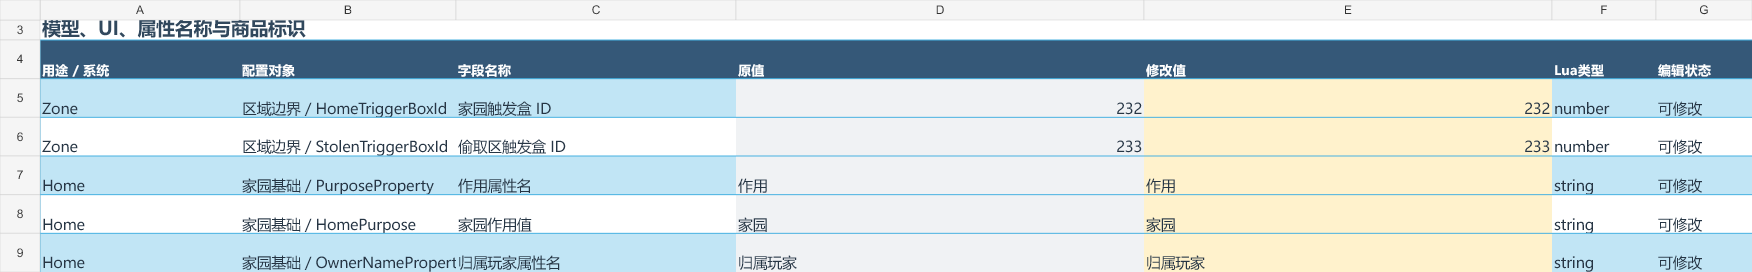 A B C D E F G
3 模型、UI、属性名称与商品标识
4 用途 / 系统 配置对象 字段名称 原值 修改值 Lua类型 编辑状态
5 Zone 区域边界 / HomeTriggerBoxId 家园触发盒 ID 232 232 number 可修改
6 Zone 区域边界 / StolenTriggerBoxId 偷取区触发盒 ID 233 233 number 可修改
7 Home 家园基础 / PurposeProperty 作用属性名 作用 作用 string 可修改
8 Home 家园基础 / HomePurpose 家园作用值 家园 家园 string 可修改
9 Home 家园基础 / OwnerNamePropert 归属玩家属性名 归属玩家 归属玩家 string 可修改